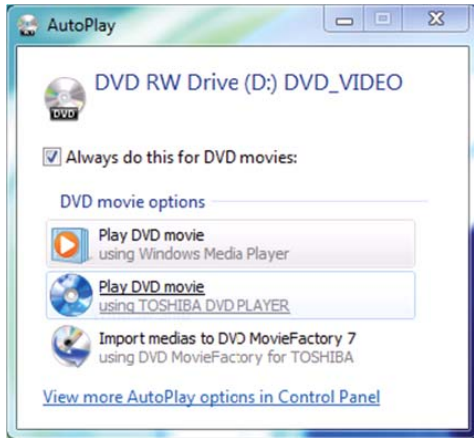 AutoPlay
DVD RW Drive (D:) DVD_VIDEO
DVD
Always do this for DVD movies:
DVD movie options
Play DVD movie
using Windows Media Player
Play DVD movie
using TOSHIBA DVD PLAYER
Import medias to DVD MovieFactory 7
using DVD MovieFactory for TOSHIBA
View more AutoPlay options in Control Panel